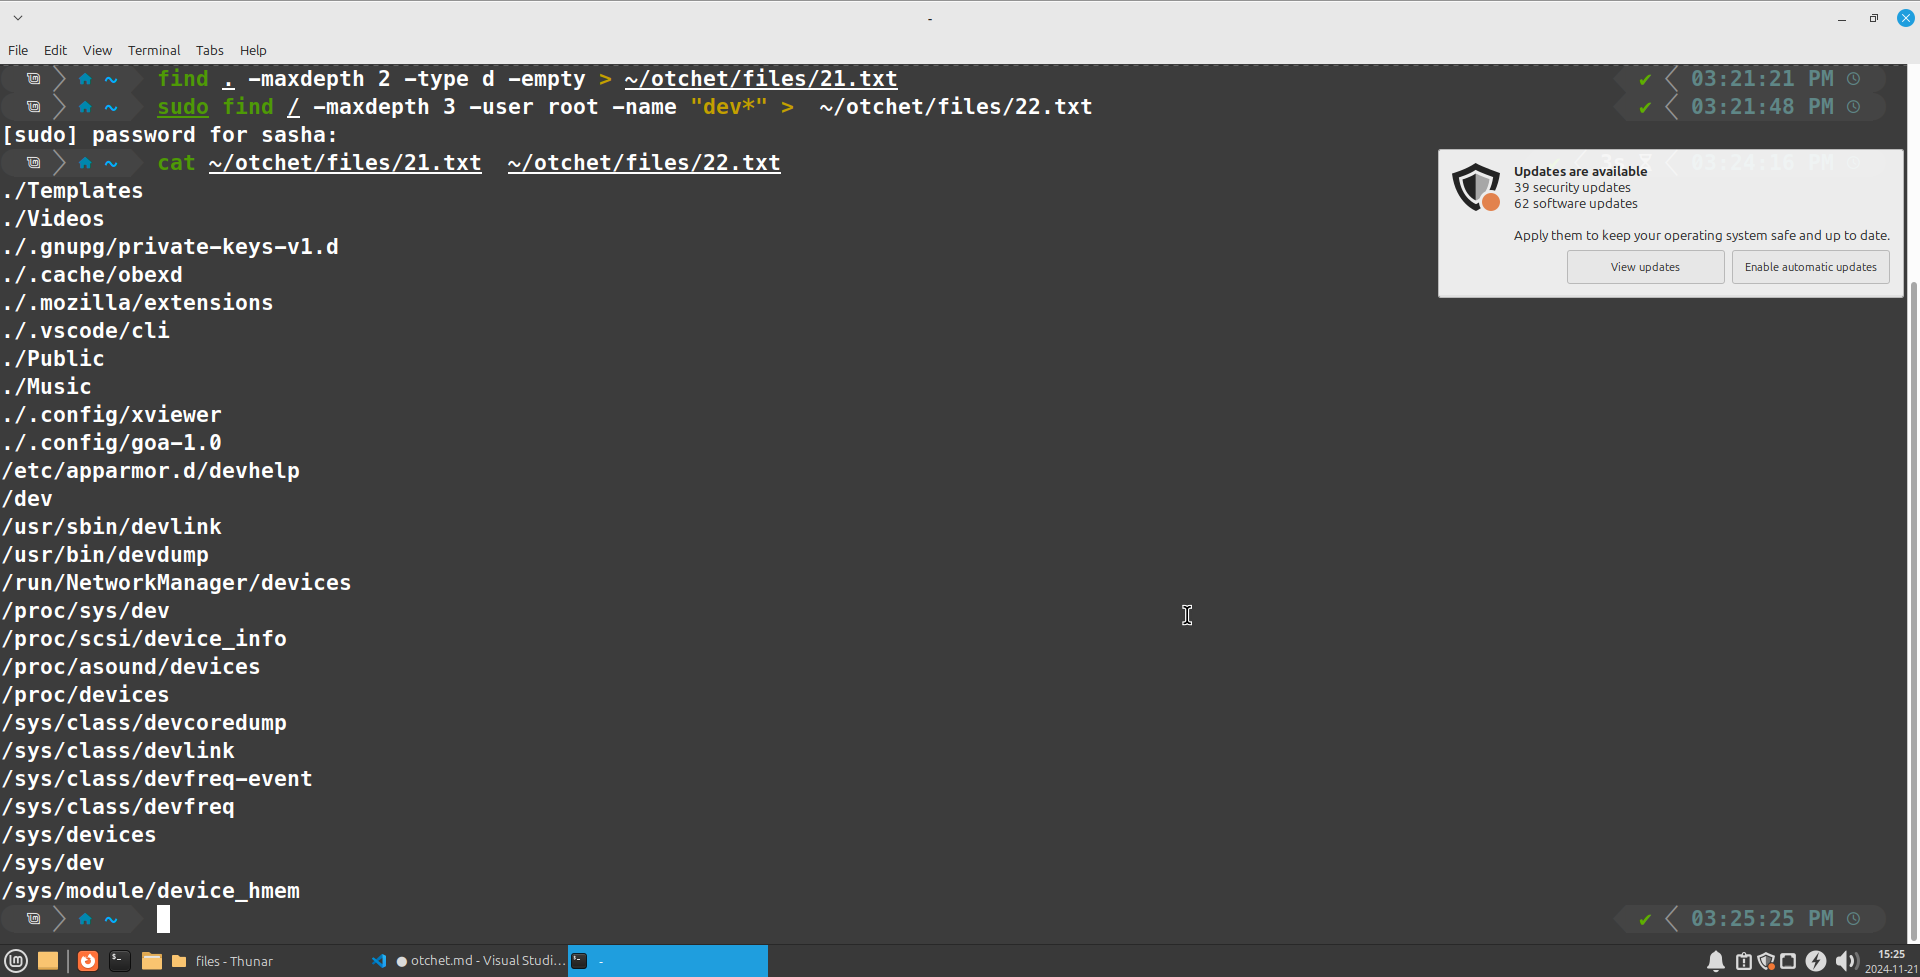 -
File Edit View Terminal Tabs Help
~ find . -maxdepth 2 -type d -empty > ~/otchet/files/21.txt ✔ 03:21:21 PM
~ sudo find / -maxdepth 3 -user root -name "dev*" >  ~/otchet/files/22.txt ✔ 03:21:48 PM
[sudo] password for sasha:
~ cat ~/otchet/files/21.txt  ~/otchet/files/22.txt 03:24:16 PM
./Templates
./Videos
./.gnupg/private-keys-v1.d
./.cache/obexd
./.mozilla/extensions
./.vscode/cli
./Public
./Music
./.config/xviewer
./.config/goa-1.0
/etc/apparmor.d/devhelp
/dev
/usr/sbin/devlink
/usr/bin/devdump
/run/NetworkManager/devices
/proc/sys/dev
/proc/scsi/device_info
/proc/asound/devices
/proc/devices
/sys/class/devcoredump
/sys/class/devlink
/sys/class/devfreq-event
/sys/class/devfreq
/sys/devices
/sys/dev
/sys/module/device_hmem
~ ✔ 03:25:25 PM
Updates are available
39 security updates
62 software updates
Apply them to keep your operating system safe and up to date.
View updates Enable automatic updates
files - Thunar
● otchet.md - Visual Studi...
-
15:25
2024-11-21